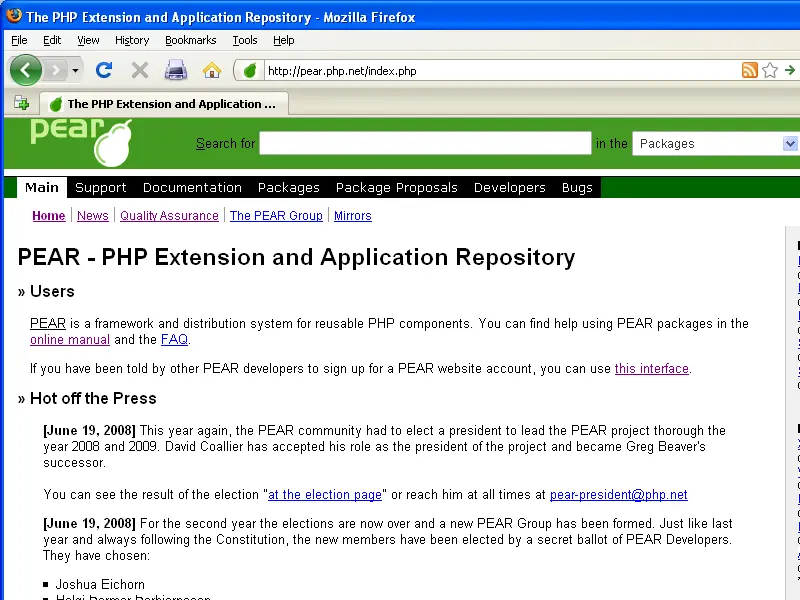 The PHP Extension and Application Repository - Mozilla Firefox
File Edit View History Bookmarks Tools Help
http://pear.php.net/index.php
The PHP Extension and Application ...
pear
Search for in the Packages
Main Support Documentation Packages Package Proposals Developers Bugs
Home News Quality Assurance The PEAR Group Mirrors
PEAR - PHP Extension and Application Repository
» Users
PEAR is a framework and distribution system for reusable PHP components. You can find help using PEAR packages in the
online manual and the FAQ.
If you have been told by other PEAR developers to sign up for a PEAR website account, you can use this interface.
» Hot off the Press
[June 19, 2008] This year again, the PEAR community had to elect a president to lead the PEAR project thorough the
year 2008 and 2009. David Coallier has accepted his role as the president of the project and became Greg Beaver's
successor.
You can see the result of the election "at the election page" or reach him at all times at pear-president@php.net
[June 19, 2008] For the second year the elections are now over and a new PEAR Group has been formed. Just like last
year and always following the Constitution, the new members have been elected by a secret ballot of PEAR Developers.
They have chosen:
▪ Joshua Eichorn